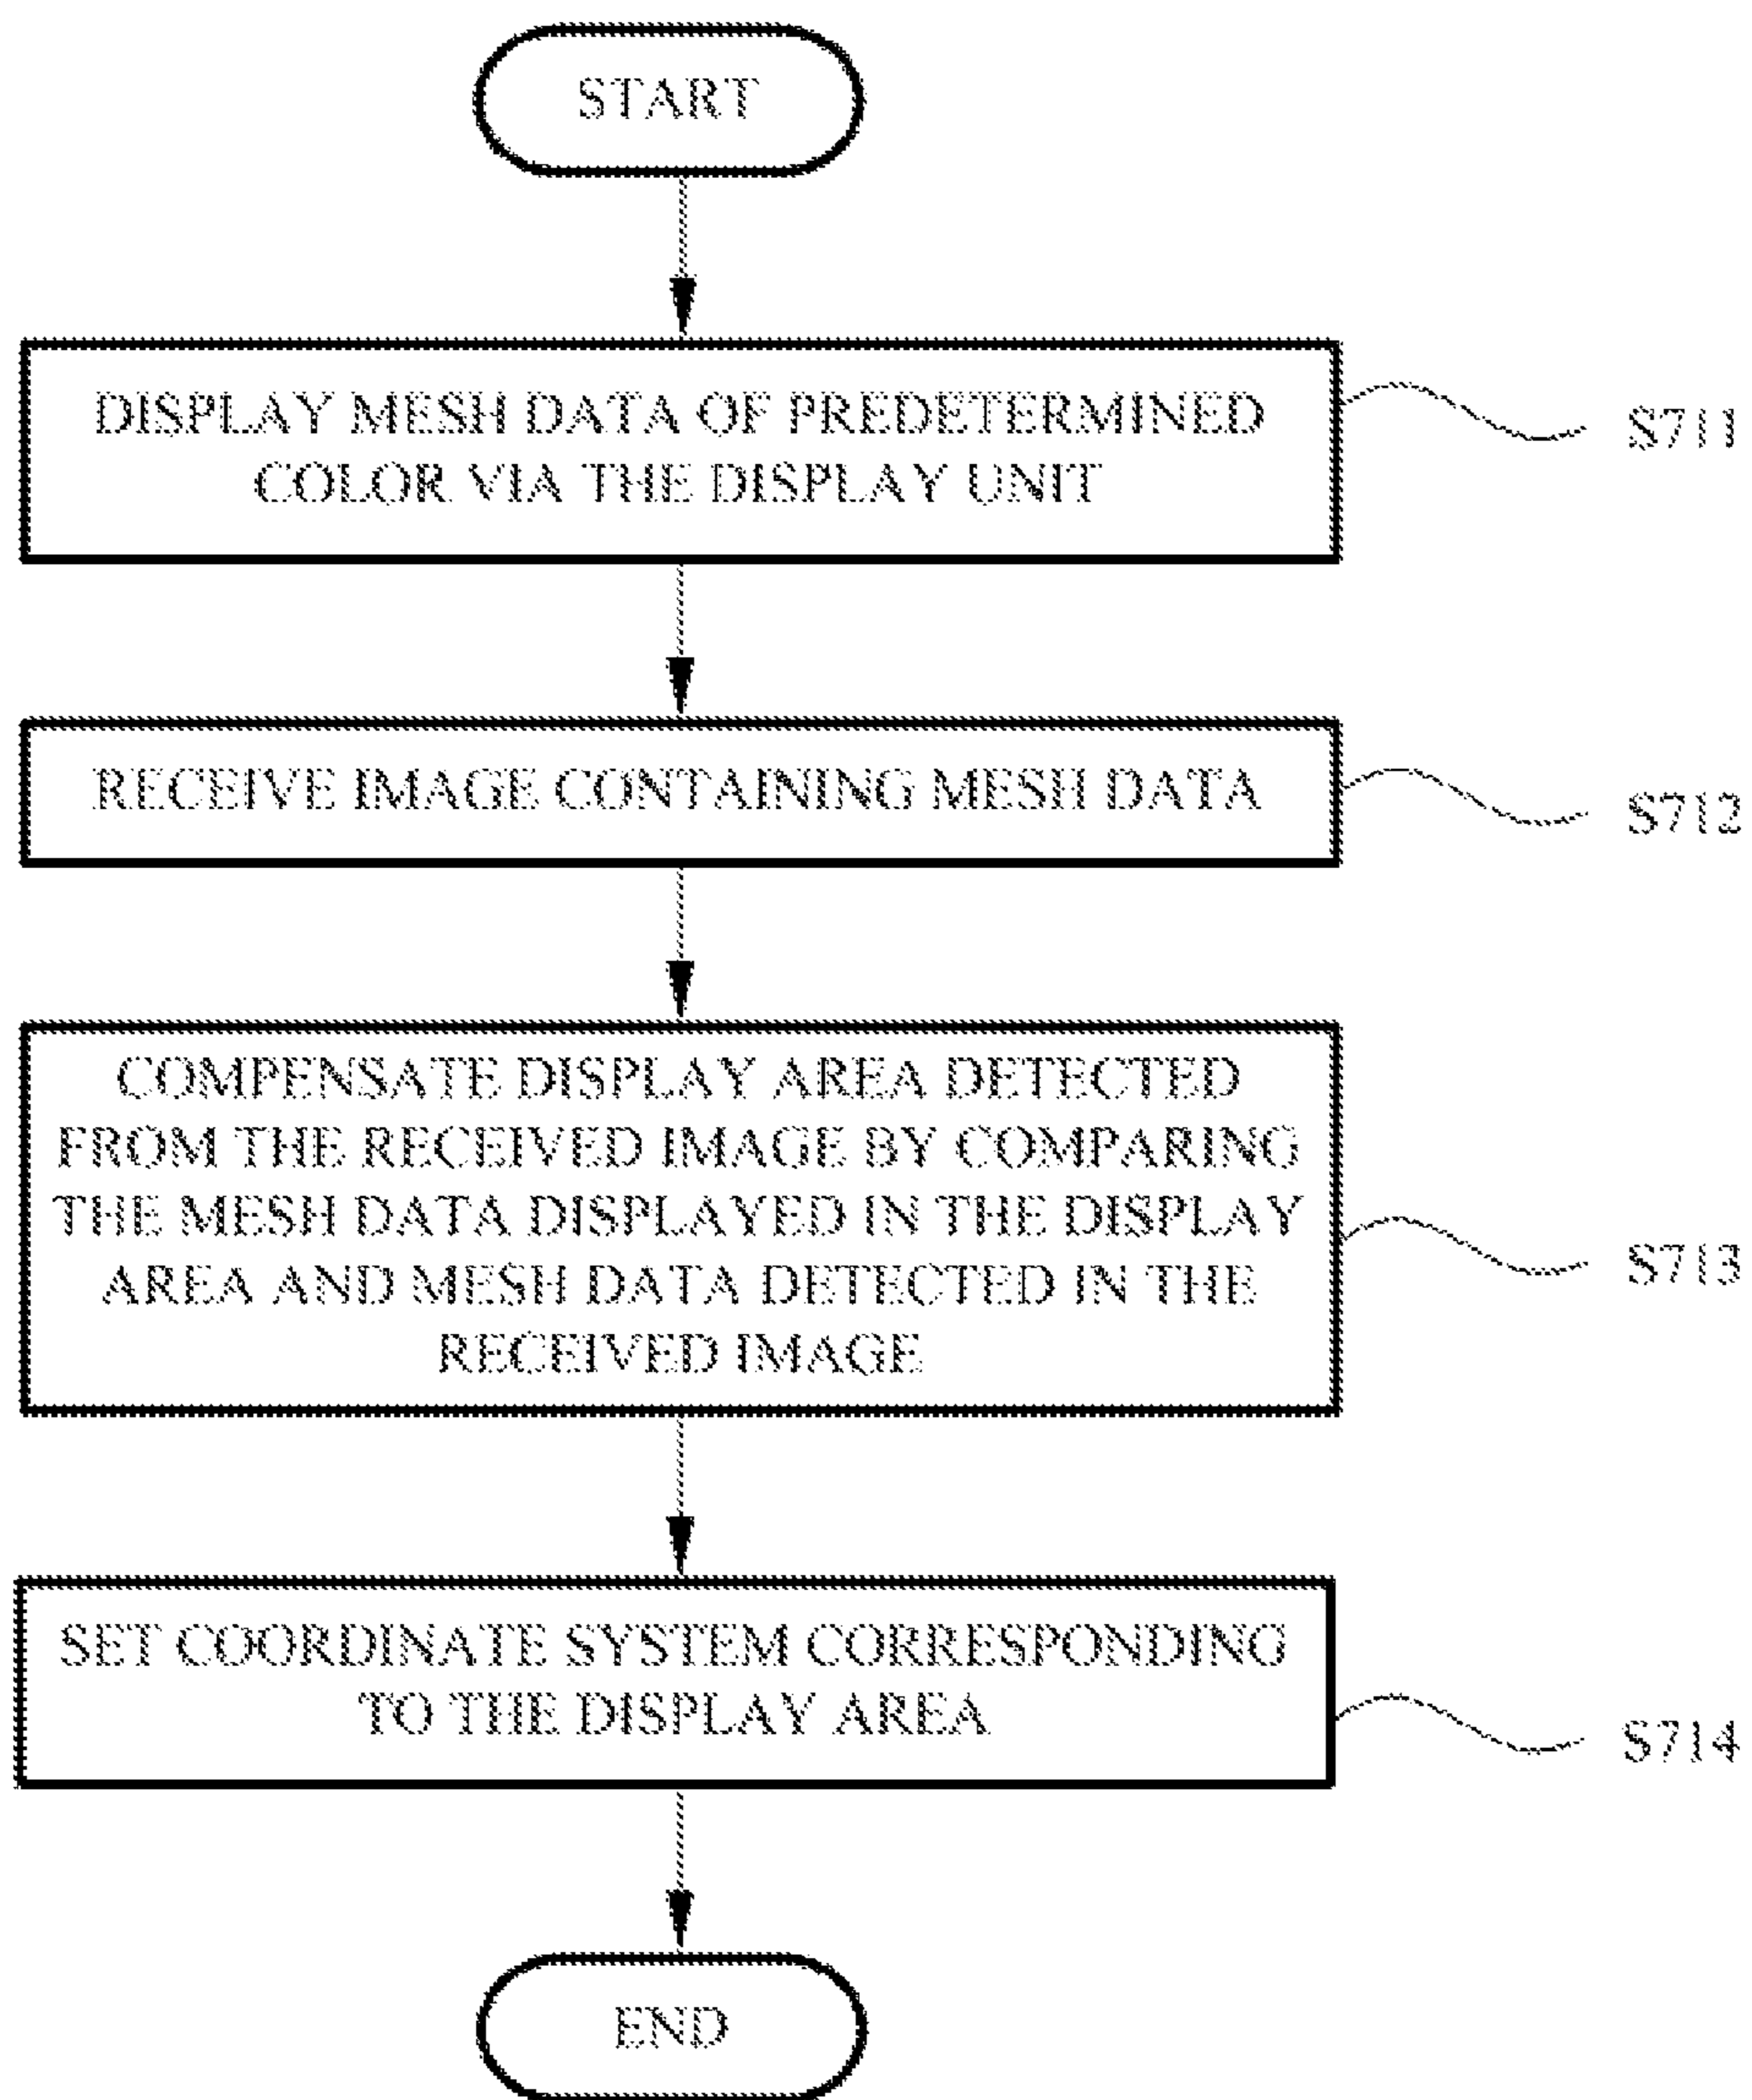 START
DISPLAY MESH DATA OF PREDETERMINED
COLOR VIA THE DISPLAY UNIT
S711
RECEIVE IMAGE CONTAINING MESH DATA
S712
COMPENSATE DISPLAY AREA DETECTED
FROM THE RECEIVED IMAGE BY COMPARING
THE MESH DATA DISPLAYED IN THE DISPLAY
AREA AND MESH DATA DETECTED IN THE
RECEIVED IMAGE
S713
SET COORDINATE SYSTEM CORRESPONDING
TO THE DISPLAY AREA
S714
END